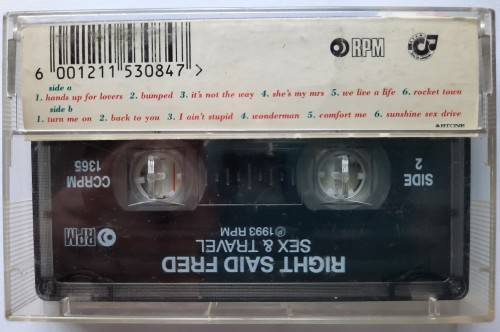 RPM
6 001211 530847 >
side a
1. hands up for lovers 2. bumped 3. it's not the way 4. she's my mrs 5. we live a life 6. rocket town
side b
1. turn me on 2. back to you 3. I ain't stupid 4. wonderman 5. comfort me 6. sunshine sex drive
ARTONE
SIDE
2
CCRPM
1365
RPM
℗ 1993 RPM
SEX & TRAVEL
RIGHT SAID FRED